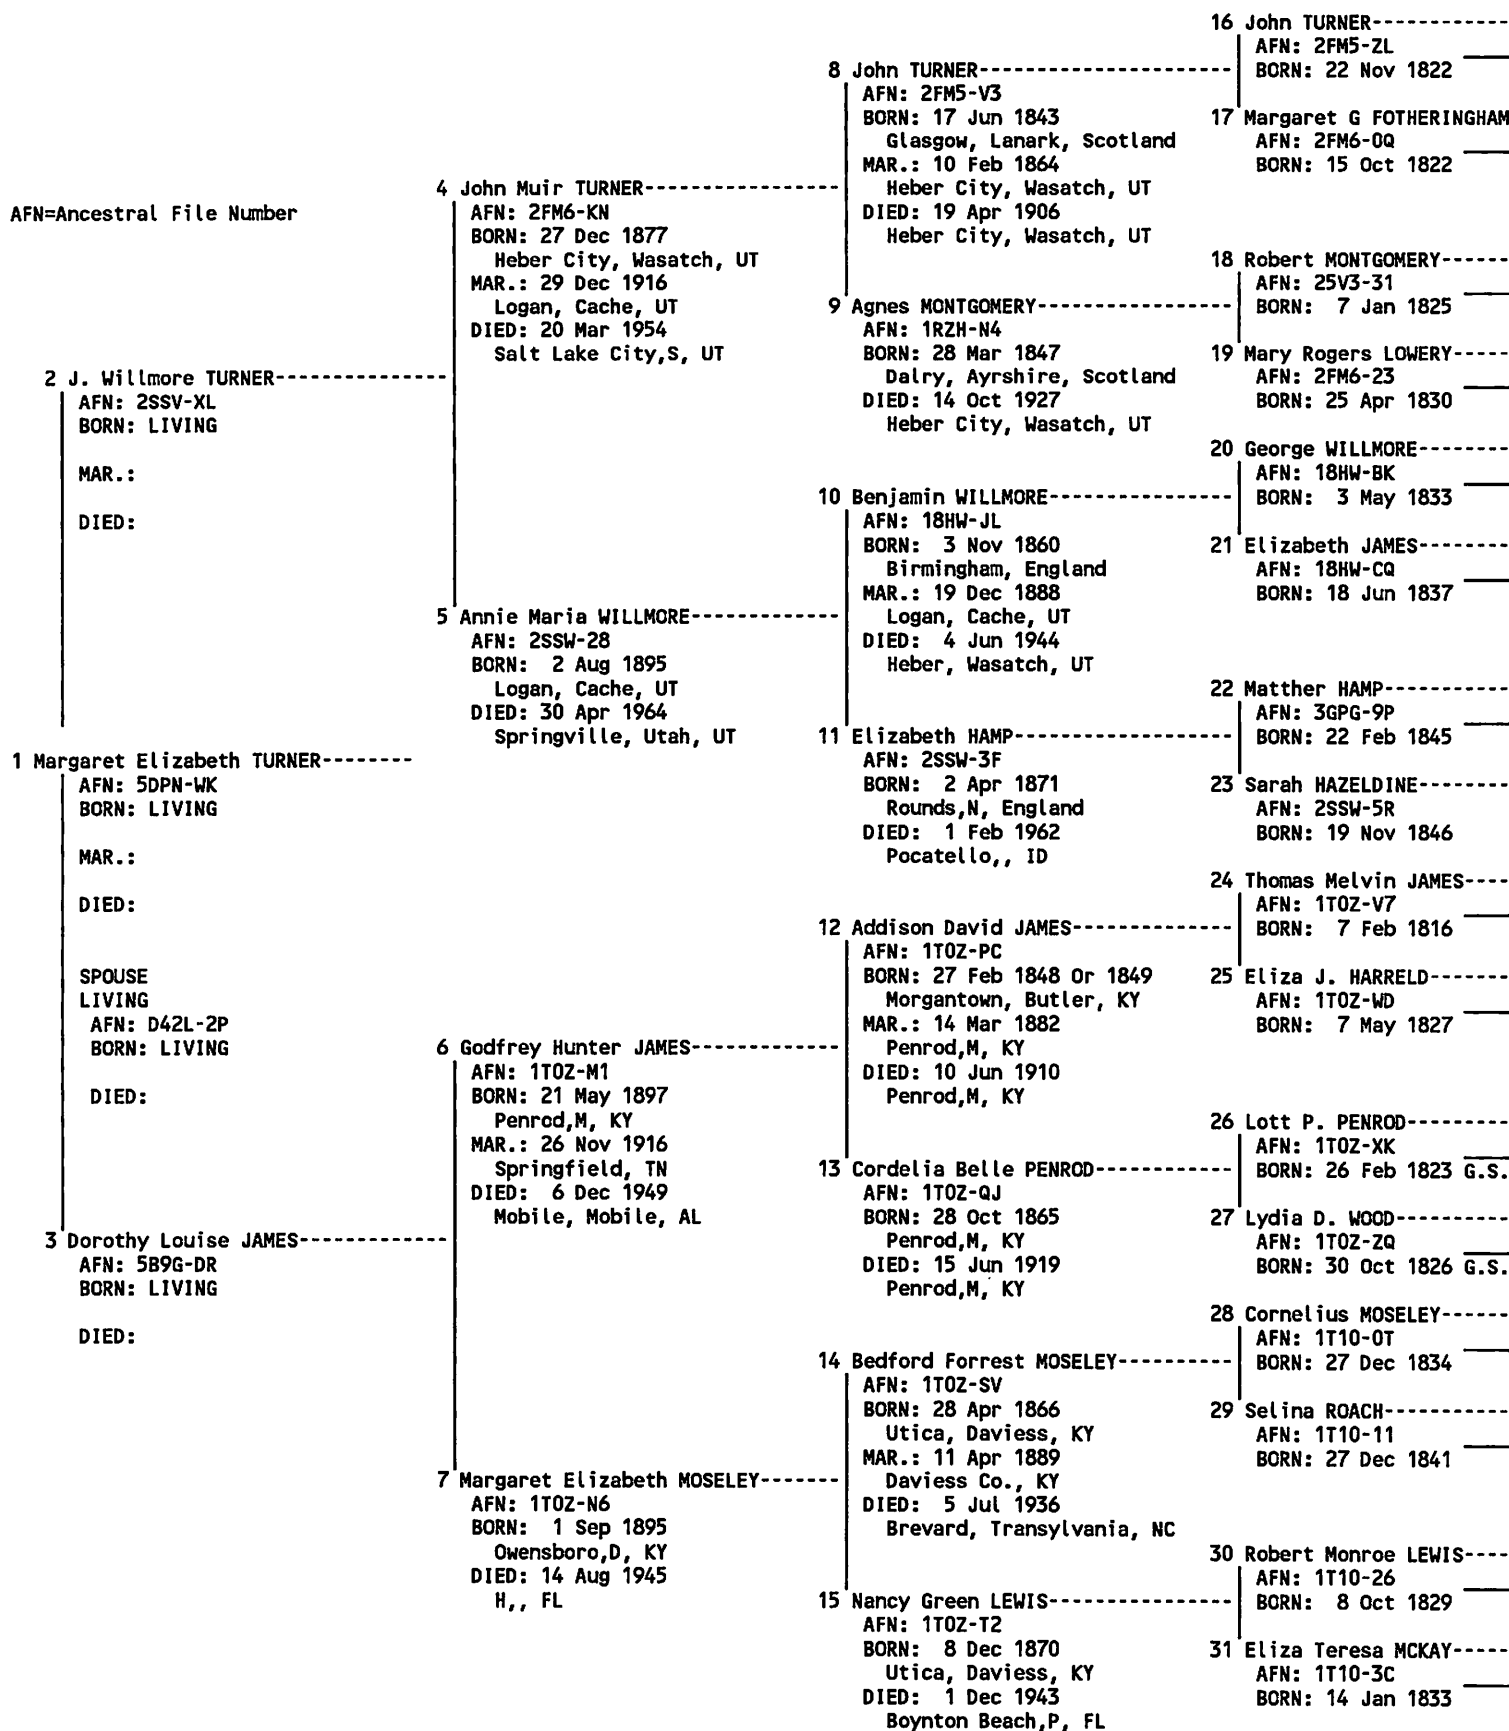 AFN=Ancestral File Number
1 Margaret Elizabeth TURNER--------
AFN: 5DPN-WK
BORN: LIVING
MAR.:
DIED:
SPOUSE
LIVING
AFN: D42L-2P
BORN: LIVING
DIED:
2 J. Willmore TURNER---------------
AFN: 2SSV-XL
BORN: LIVING
MAR.:
DIED:
3 Dorothy Louise JAMES-------------
AFN: 5B9G-DR
BORN: LIVING
DIED:
4 John Muir TURNER-----------------
AFN: 2FM6-KN
BORN: 27 Dec 1877
Heber City, Wasatch, UT
MAR.: 29 Dec 1916
Logan, Cache, UT
DIED: 20 Mar 1954
Salt Lake City,S, UT
5 Annie Maria WILLMORE-------------
AFN: 2SSW-28
BORN:  2 Aug 1895
Logan, Cache, UT
DIED: 30 Apr 1964
Springville, Utah, UT
6 Godfrey Hunter JAMES-------------
AFN: 1TOZ-M1
BORN: 21 May 1897
Penrod,M, KY
MAR.: 26 Nov 1916
Springfield, TN
DIED:  6 Dec 1949
Mobile, Mobile, AL
7 Margaret Elizabeth MOSELEY-------
AFN: 1TOZ-N6
BORN:  1 Sep 1895
Owensboro,D, KY
DIED: 14 Aug 1945
H,, FL
8 John TURNER----------------------
AFN: 2FM5-V3
BORN: 17 Jun 1843
Glasgow, Lanark, Scotland
MAR.: 10 Feb 1864
Heber City, Wasatch, UT
DIED: 19 Apr 1906
Heber City, Wasatch, UT
9 Agnes MONTGOMERY-----------------
AFN: 1RZH-N4
BORN: 28 Mar 1847
Dalry, Ayrshire, Scotland
DIED: 14 Oct 1927
Heber City, Wasatch, UT
10 Benjamin WILLMORE----------------
AFN: 18HW-JL
BORN:  3 Nov 1860
Birmingham, England
MAR.: 19 Dec 1888
Logan, Cache, UT
DIED:  4 Jun 1944
Heber, Wasatch, UT
11 Elizabeth HAMP-------------------
AFN: 2SSW-3F
BORN:  2 Apr 1871
Rounds,N, England
DIED:  1 Feb 1962
Pocatello,, ID
12 Addison David JAMES--------------
AFN: 1TOZ-PC
BORN: 27 Feb 1848 Or 1849
Morgantown, Butler, KY
MAR.: 14 Mar 1882
Penrod,M, KY
DIED: 10 Jun 1910
Penrod,M, KY
13 Cordelia Belle PENROD------------
AFN: 1TOZ-QJ
BORN: 28 Oct 1865
Penrod,M, KY
DIED: 15 Jun 1919
Penrod,M, KY
14 Bedford Forrest MOSELEY----------
AFN: 1TOZ-SV
BORN: 28 Apr 1866
Utica, Daviess, KY
MAR.: 11 Apr 1889
Daviess Co., KY
DIED:  5 Jul 1936
Brevard, Transylvania, NC
15 Nancy Green LEWIS----------------
AFN: 1TOZ-T2
BORN:  8 Dec 1870
Utica, Daviess, KY
DIED:  1 Dec 1943
Boynton Beach,P, FL
16 John TURNER------------
AFN: 2FM5-ZL
BORN: 22 Nov 1822
17 Margaret G FOTHERINGHAM
AFN: 2FM6-0Q
BORN: 15 Oct 1822
18 Robert MONTGOMERY------
AFN: 25V3-31
BORN:  7 Jan 1825
19 Mary Rogers LOWERY-----
AFN: 2FM6-23
BORN: 25 Apr 1830
20 George WILLMORE--------
AFN: 18HW-BK
BORN:  3 May 1833
21 Elizabeth JAMES--------
AFN: 18HW-CQ
BORN: 18 Jun 1837
22 Matther HAMP-----------
AFN: 3GPG-9P
BORN: 22 Feb 1845
23 Sarah HAZELDINE--------
AFN: 2SSW-5R
BORN: 19 Nov 1846
24 Thomas Melvin JAMES----
AFN: 1TOZ-V7
BORN:  7 Feb 1816
25 Eliza J. HARRELD-------
AFN: 1TOZ-WD
BORN:  7 May 1827
26 Lott P. PENROD---------
AFN: 1TOZ-XK
BORN: 26 Feb 1823 G.S.
27 Lydia D. WOOD----------
AFN: 1TOZ-ZQ
BORN: 30 Oct 1826 G.S.
28 Cornelius MOSELEY------
AFN: 1T10-0T
BORN: 27 Dec 1834
29 Selina ROACH-----------
AFN: 1T10-11
BORN: 27 Dec 1841
30 Robert Monroe LEWIS----
AFN: 1T10-26
BORN:  8 Oct 1829
31 Eliza Teresa MCKAY-----
AFN: 1T10-3C
BORN: 14 Jan 1833